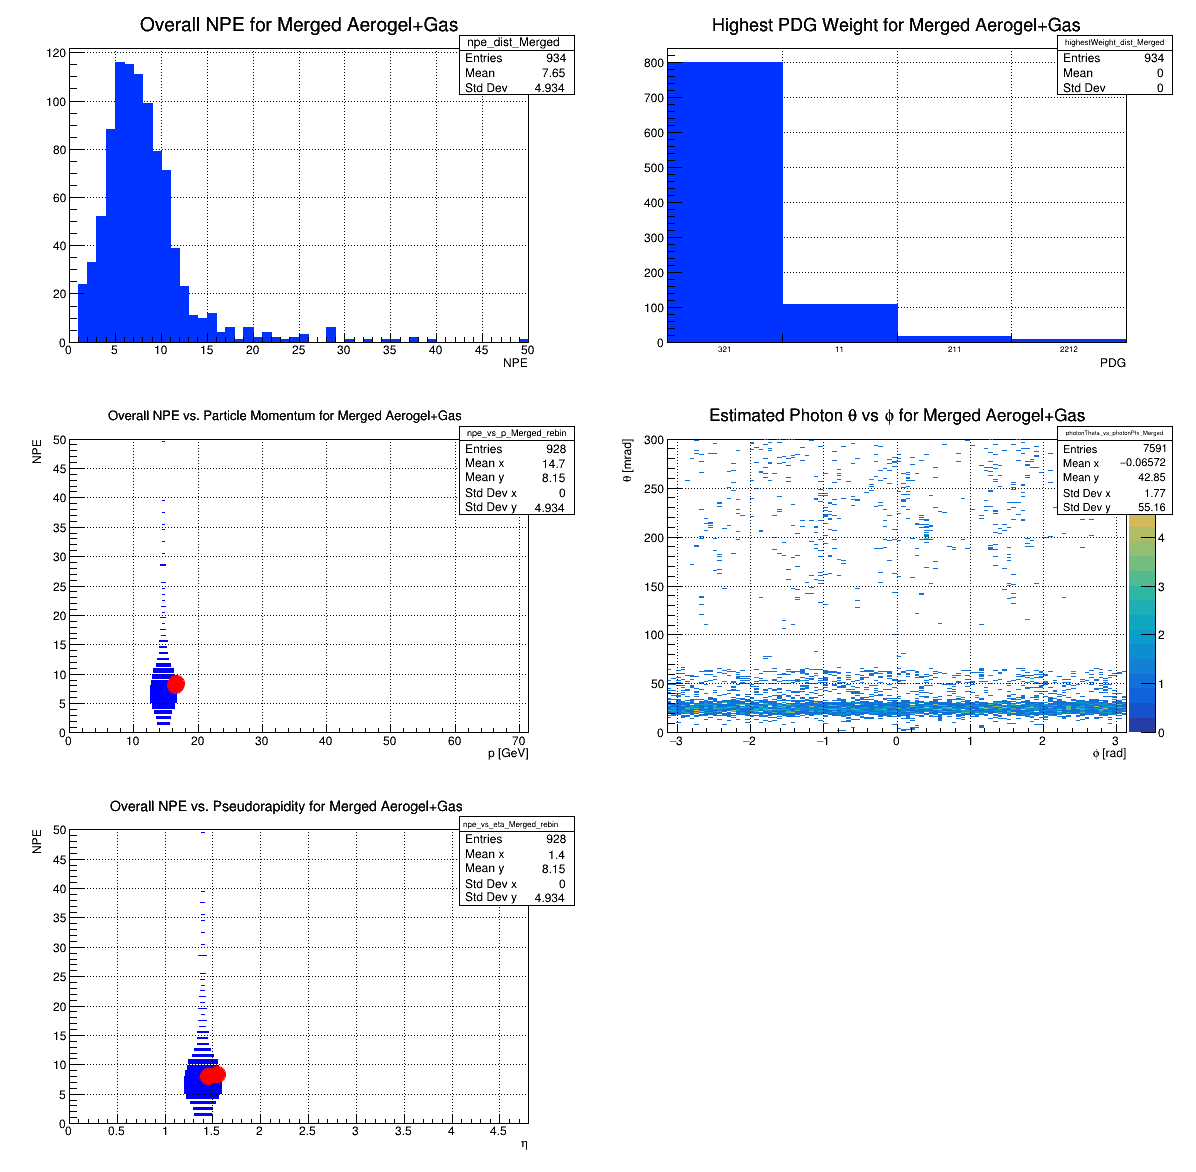 Overall NPE for Merged Aerogel+Gas
npe_dist_Merged
Entries 934
Mean 7.65
Std Dev 4.934
120
100
80
60
40
20
0
0 5 10 15 20 25 30 35 40 45 50
NPE
Highest PDG Weight for Merged Aerogel+Gas
highestWeight_dist_Merged
Entries 934
Mean 0
Std Dev 0
800
700
600
500
400
300
200
100
0
321 11 211 2212
PDG
Overall NPE vs. Particle Momentum for Merged Aerogel+Gas
npe_vs_p_Merged_rebin
Entries 928
Mean x 14.7
Mean y 8.15
Std Dev x 0
Std Dev y 4.934
NPE
50
45
40
35
30
25
20
15
10
5
0
0 10 20 30 40 50 60 70
p [GeV]
Estimated Photon θ vs ϕ for Merged Aerogel+Gas
photonTheta_vs_photonPhi_Merged
Entries 7591
Mean x −0.06572
Mean y 42.85
Std Dev x 1.77
Std Dev y 55.16
θ [mrad]
300
250
200
150
100
50
0
−3 −2 −1 0 1 2 3
ϕ [rad]
4
3
2
1
0
Overall NPE vs. Pseudorapidity for Merged Aerogel+Gas
npe_vs_eta_Merged_rebin
Entries 928
Mean x 1.4
Mean y 8.15
Std Dev x 0
Std Dev y 4.934
NPE
50
45
40
35
30
25
20
15
10
5
0
0 0.5 1 1.5 2 2.5 3 3.5 4 4.5
η